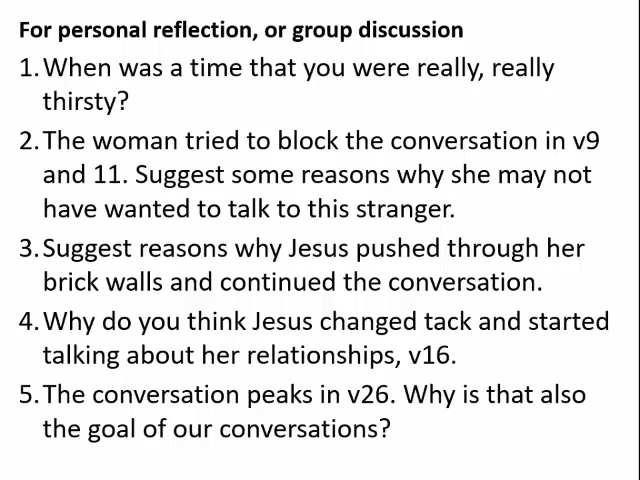 For personal reflection, or group discussion
1. When was a time that you were really, really
thirsty?
2. The woman tried to block the conversation in v9
and 11. Suggest some reasons why she may not
have wanted to talk to this stranger.
3. Suggest reasons why Jesus pushed through her
brick walls and continued the conversation.
4. Why do you think Jesus changed tack and started
talking about her relationships, v16.
5. The conversation peaks in v26. Why is that also
the goal of our conversations?